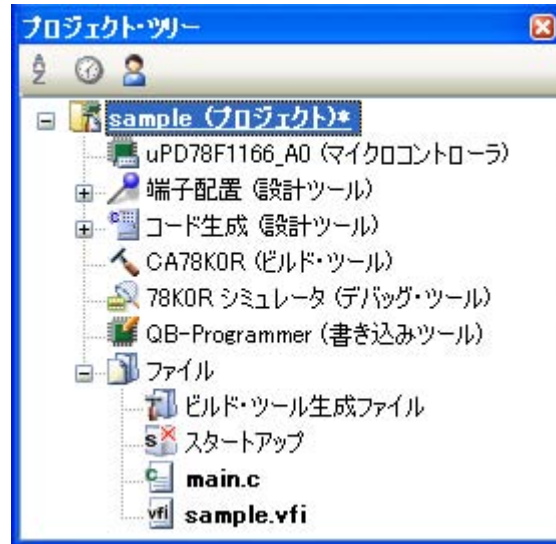 プロジェクト・ツリー
sample (プロジェクト)*
uPD78F1166_A0 (マイクロコントローラ)
端子配置 (設計ツール)
コード生成 (設計ツール)
CA78K0R (ビルド・ツール)
78K0R シミュレータ (デバッグ・ツール)
QB-Programmer (書き込みツール)
ファイル
ビルド・ツール生成ファイル
スタートアップ
main.c
sample.vfi